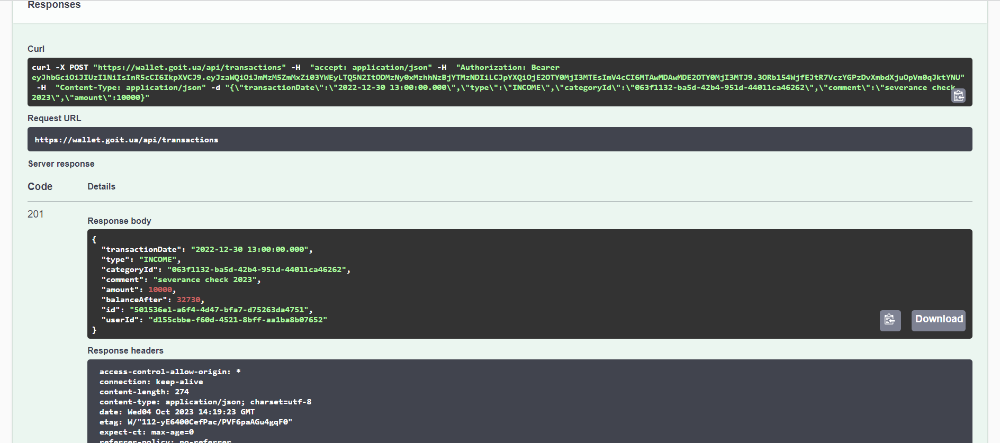 Responses
Curl
curl -X POST "https://wallet.goit.ua/api/transactions" -H  "accept: application/json" -H  "Authorization: Bearer
eyJhbGciOiJIUzI1NiIsInR5cCI6IkpXVCJ9.eyJzaWQiOiJmMzM5ZmMxZi03YWEyLTQ5N2ItODMzNy0xMzhhNzBjYTMzNDIiLCJpYXQiOjE2OTY0MjI3MTEsImV4cCI6MTAwMDAwMDE2OTY0MjI3MTJ9.3ORb154WjfEJtR7VczYGPzDvXmbdXjuOpVm0qJktYNU"
-H  "Content-Type: application/json" -d "{\"transactionDate\":\"2022-12-30 13:00:00.000\",\"type\":\"INCOME\",\"categoryId\":\"063f1132-ba5d-42b4-951d-44011ca46262\",\"comment\":\"severance check
2023\",\"amount\":10000}"
Request URL
https://wallet.goit.ua/api/transactions
Server response
Code Details
201
Response body
{
"transactionDate": "2022-12-30 13:00:00.000",
"type": "INCOME",
"categoryId": "063f1132-ba5d-42b4-951d-44011ca46262",
"comment": "severance check 2023",
"amount": 10000,
"balanceAfter": 32730,
"id": "501536e1-a6f4-4d47-bfa7-d75263da4751",
"userId": "d155cbbe-f60d-4521-8bff-aa1ba8b07652"
}
Download
Response headers
access-control-allow-origin: *
connection: keep-alive
content-length: 274
content-type: application/json; charset=utf-8
date: Wed04 Oct 2023 14:19:23 GMT
etag: W/"112-yE6400CefPac/PVF6paAGu4gqF0"
expect-ct: max-age=0
referrer-policy: no-referrer